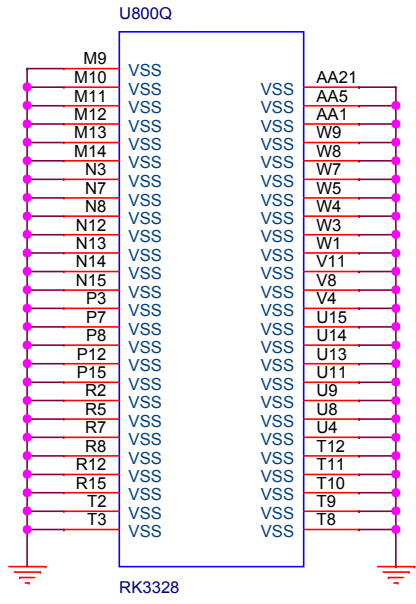 U800Q
M9 VSS
M10 VSS VSS AA21
M11 VSS VSS AA5
M12 VSS VSS AA1
M13 VSS VSS W9
M14 VSS VSS W8
N3 VSS VSS W7
N7 VSS VSS W5
N8 VSS VSS W4
N12 VSS VSS W3
N13 VSS VSS W1
N14 VSS VSS V11
N15 VSS VSS V8
P3 VSS VSS V4
P7 VSS VSS U15
P8 VSS VSS U14
P12 VSS VSS U13
P15 VSS VSS U11
R2 VSS VSS U9
R5 VSS VSS U8
R7 VSS VSS U4
R8 VSS VSS T12
R12 VSS VSS T11
R15 VSS VSS T10
T2 VSS VSS T9
T3 VSS VSS T8
RK3328